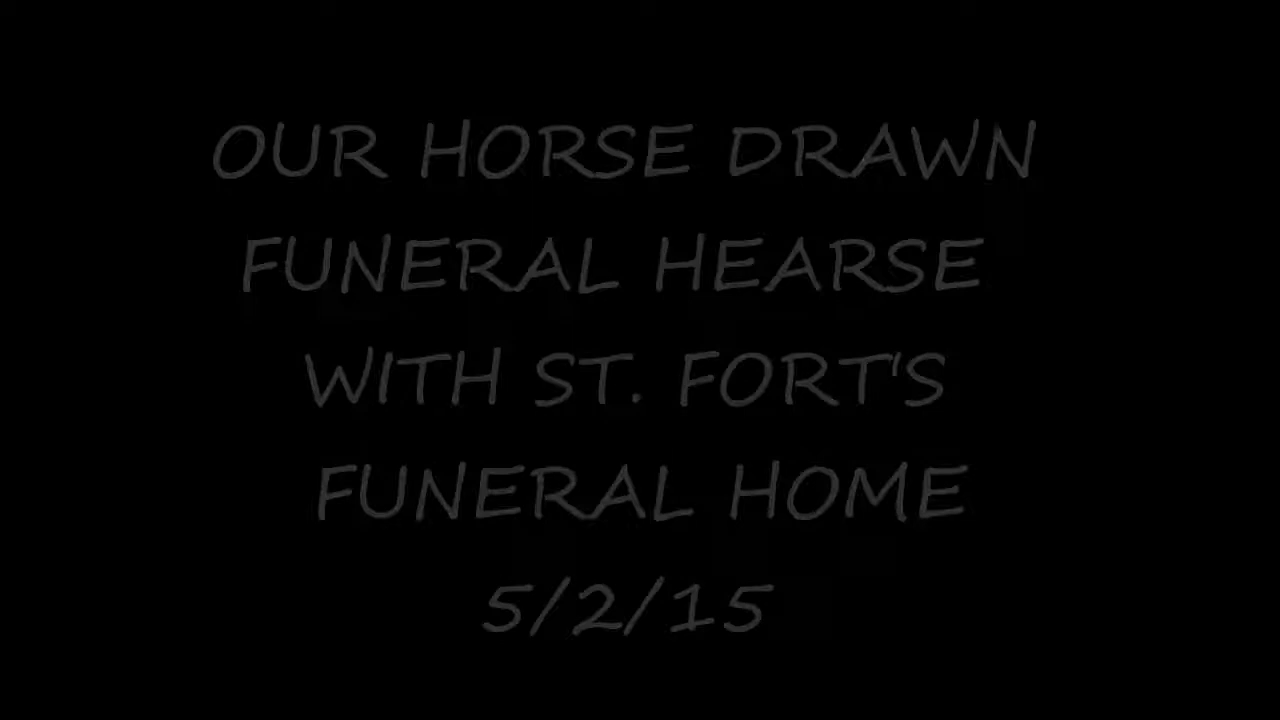 OUR HORSE DRAWN
FUNERAL HEARSE
WITH ST. FORT'S
FUNERAL HOME
5/2/15